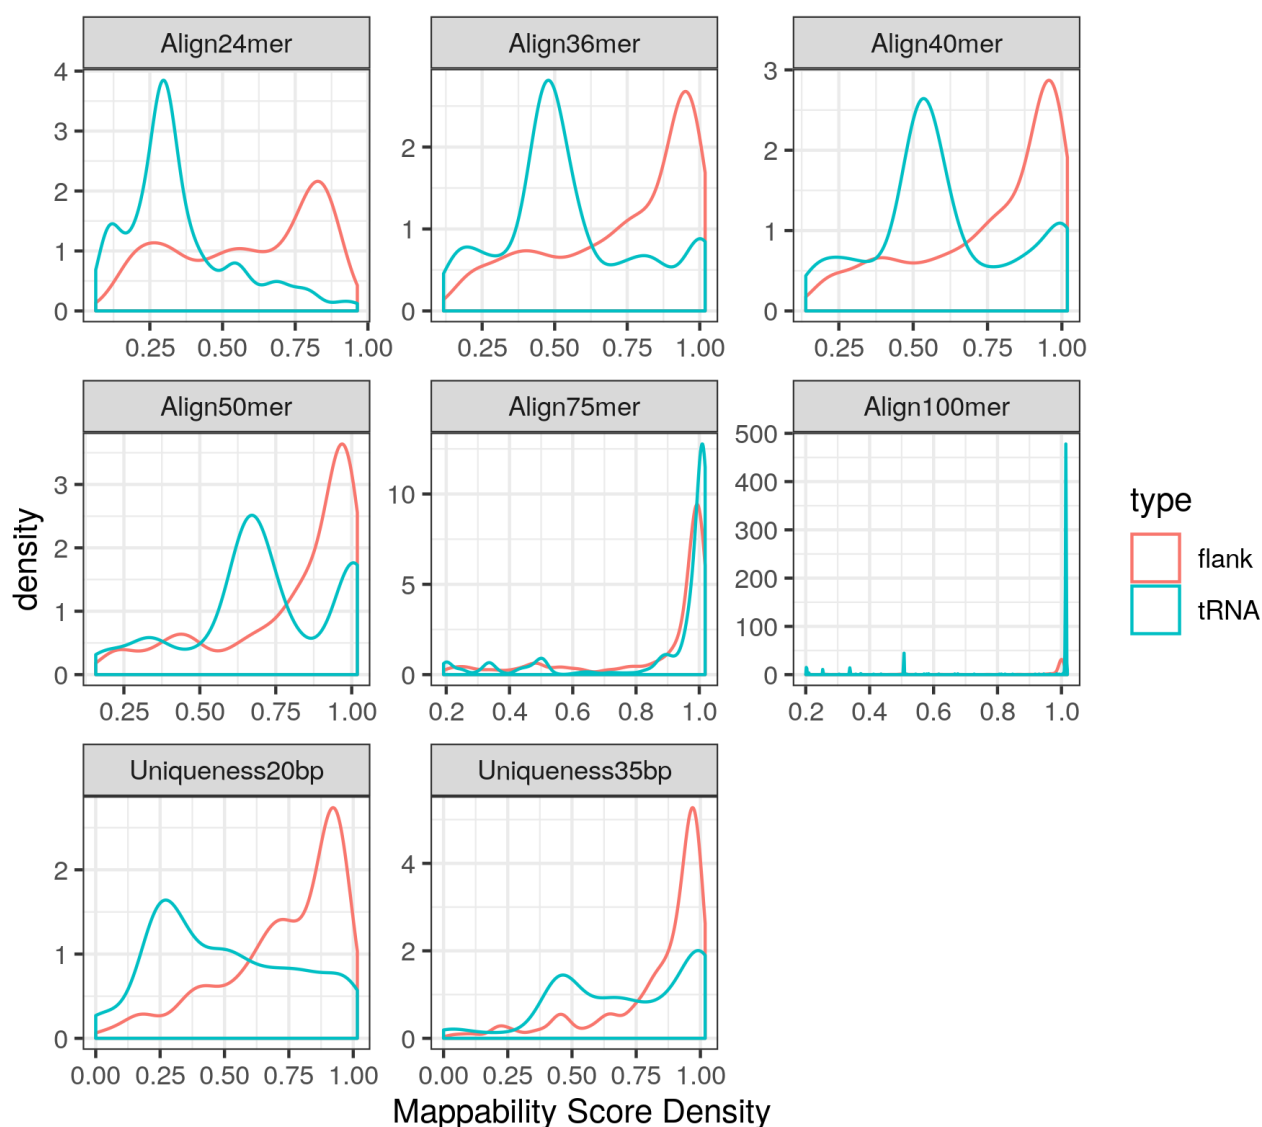 Align24mer Align36mer Align40mer
4
3
2
1
0
2
1
0
3
2
1
0
0.25 0.50 0.75 1.00 0.25 0.50 0.75 1.00 0.25 0.50 0.75 1.00
Align50mer Align75mer Align100mer
3
2
1
0
10
5
0
500
400
300
200
100
0
0.25 0.50 0.75 1.00 0.2 0.4 0.6 0.8 1.0 0.2 0.4 0.6 0.8 1.0
density
type
flank
tRNA
Uniqueness20bp Uniqueness35bp
2
1
0
4
2
0
0.00 0.25 0.50 0.75 1.00 0.00 0.25 0.50 0.75 1.00
Mappability Score Density